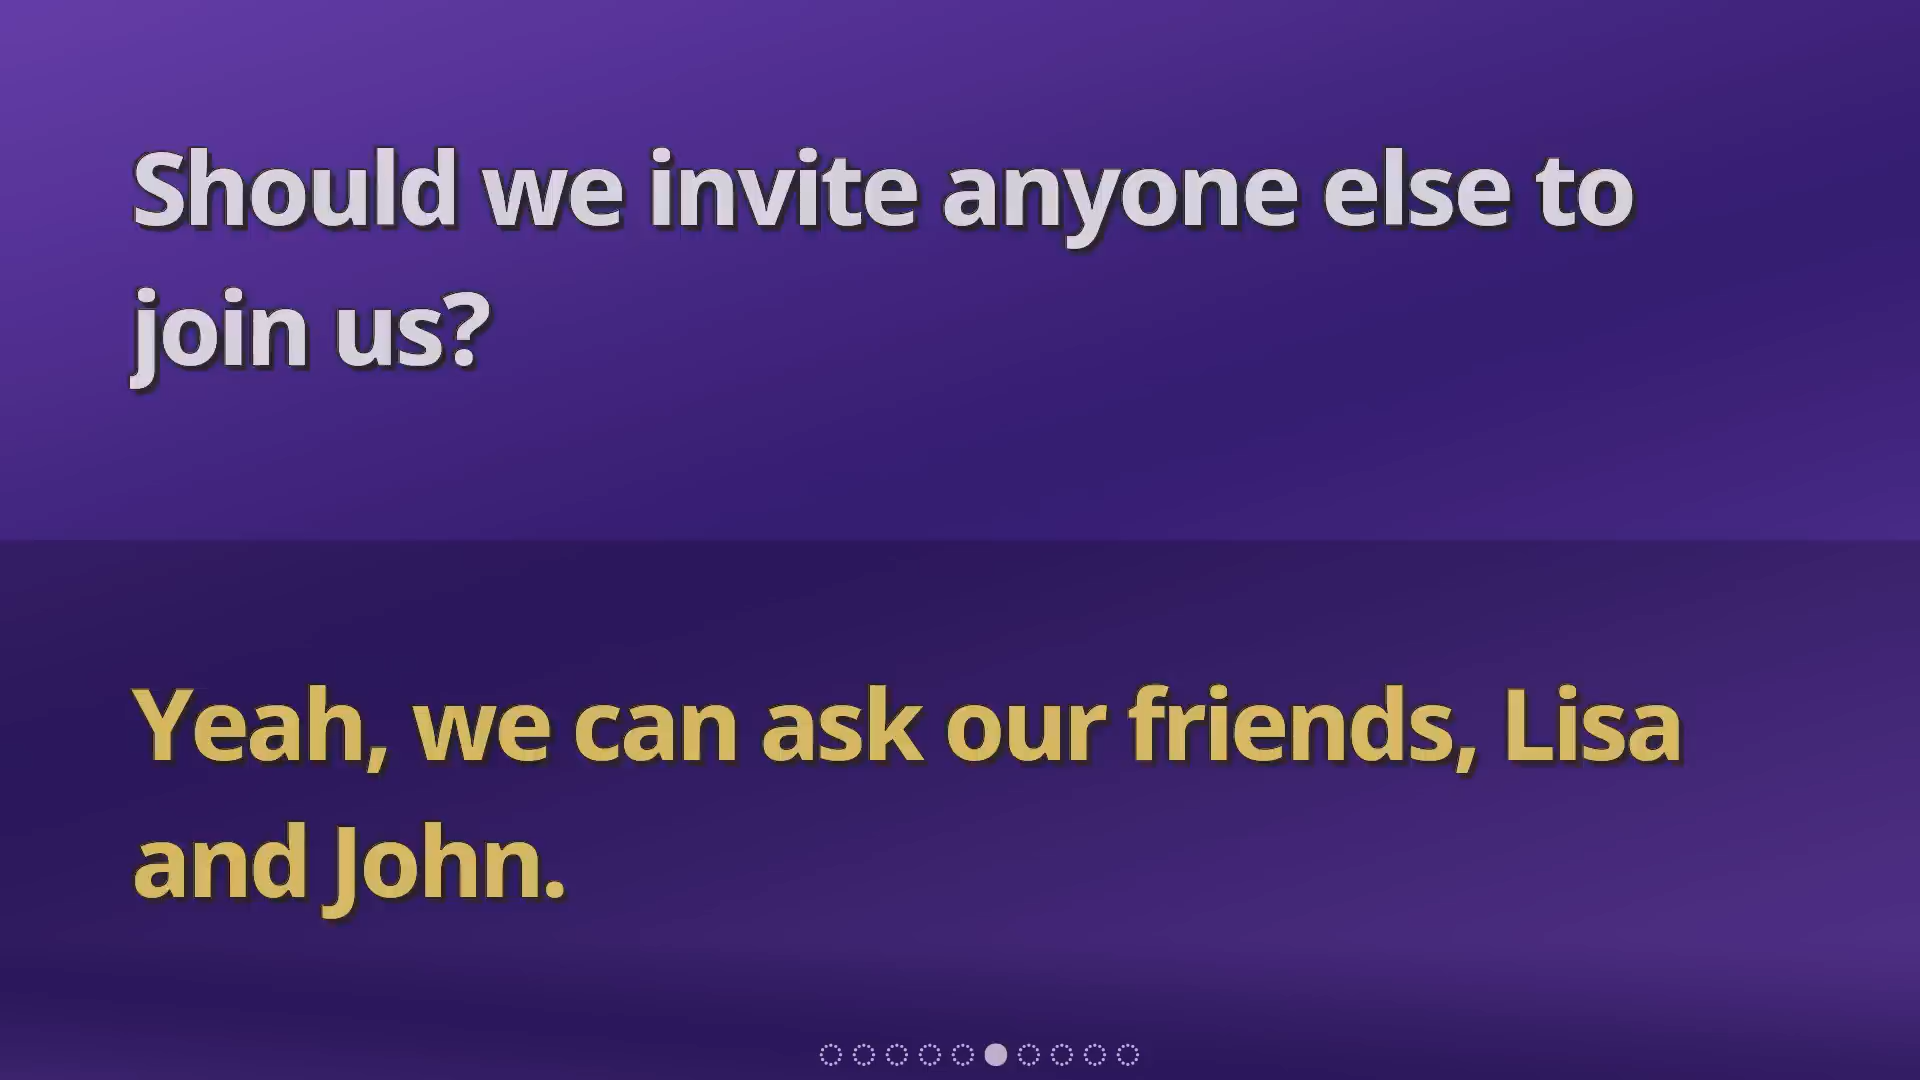 Should we invite anyone else to
join us?
Yeah, we can ask our friends, Lisa
and John.